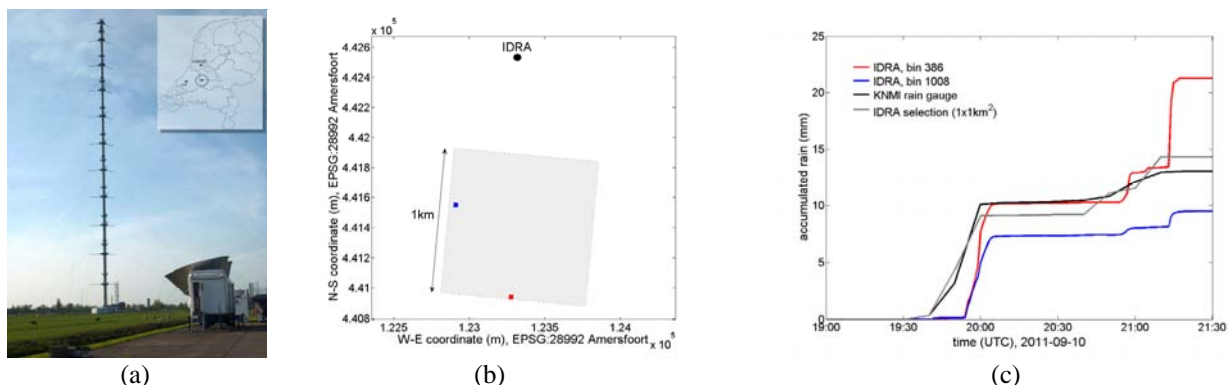 (a)
x 10^5
IDRA
4.426
4.424
4.422
4.42
4.418
4.416
4.414
4.412
4.41
4.408
N-S coordinate (m), EPSG:28992 Amersfoort
1km
1.225
1.23
1.235
1.24
W-E coordinate (m), EPSG:28992 Amersfoort
x 10^5
(b)
25
20
15
10
5
0
accumulated rain (mm)
IDRA, bin 386
IDRA, bin 1008
KNMI rain gauge
IDRA selection (1x1km²)
19:00
19:30
20:00
20:30
21:00
21:30
time (UTC), 2011-09-10
(c)